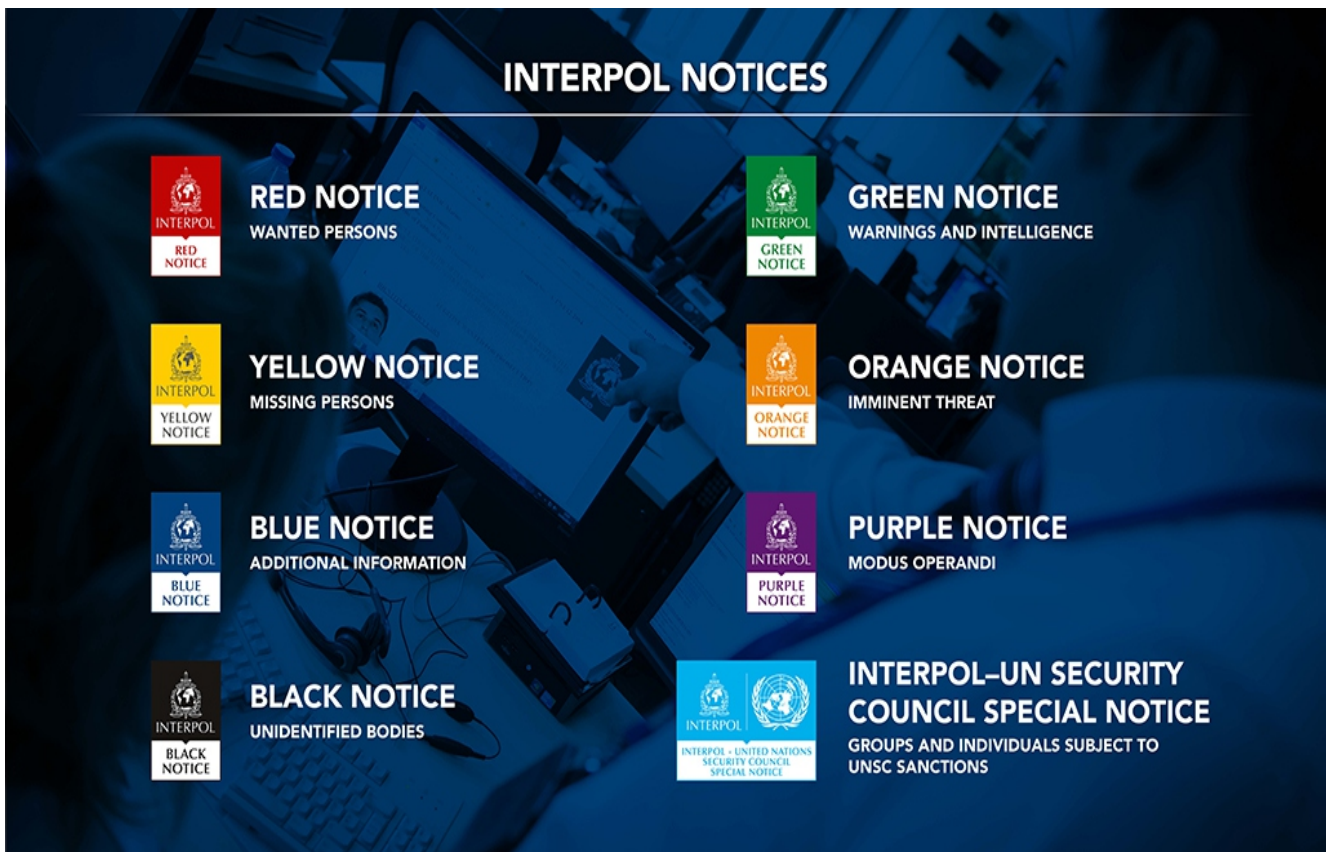 INTERPOL NOTICES
INTERPOL
RED
NOTICE
RED NOTICE
WANTED PERSONS
INTERPOL
GREEN
NOTICE
GREEN NOTICE
WARNINGS AND INTELLIGENCE
INTERPOL
YELLOW
NOTICE
YELLOW NOTICE
MISSING PERSONS
INTERPOL
ORANGE
NOTICE
ORANGE NOTICE
IMMINENT THREAT
INTERPOL
BLUE
NOTICE
BLUE NOTICE
ADDITIONAL INFORMATION
INTERPOL
PURPLE
NOTICE
PURPLE NOTICE
MODUS OPERANDI
INTERPOL
BLACK
NOTICE
BLACK NOTICE
UNIDENTIFIED BODIES
INTERPOL
INTERPOL - UNITED NATIONS
SECURITY COUNCIL
SPECIAL NOTICE
INTERPOL–UN SECURITY
COUNCIL SPECIAL NOTICE
GROUPS AND INDIVIDUALS SUBJECT TO
UNSC SANCTIONS